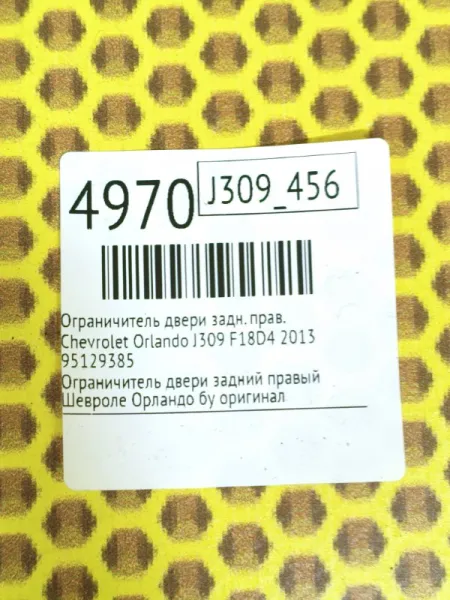 4970
J309_456
Ограничитель двери задн. прав.
Chevrolet Orlando J309 F18D4 2013
95129385
Ограничитель двери задний правый
Шевроле Орландо бу оригинал